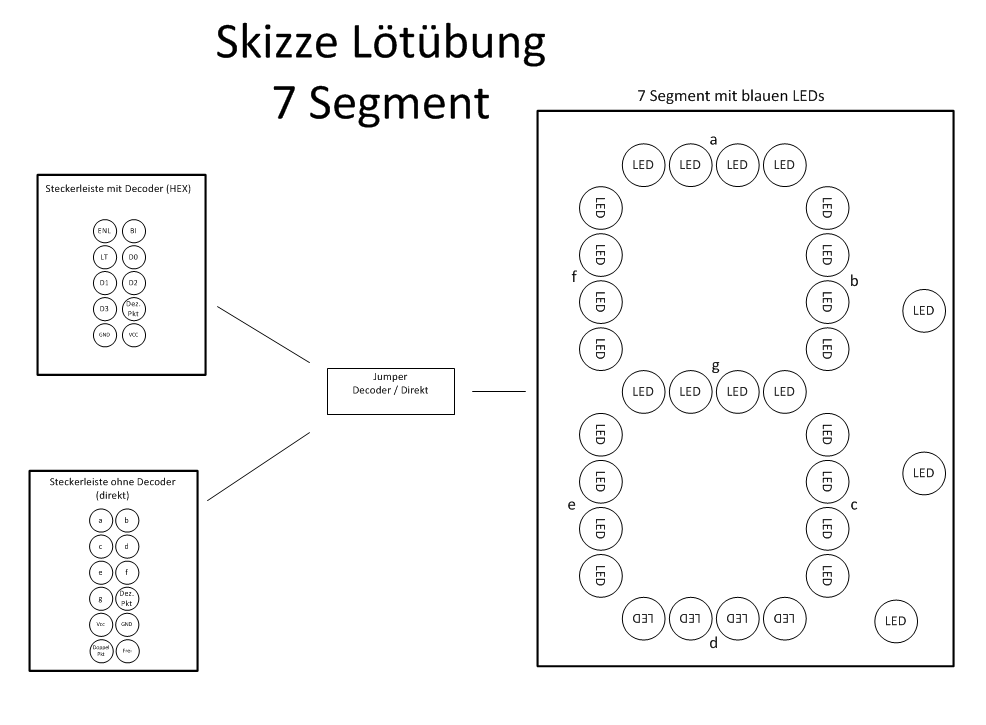 Skizze Lötübung
7 Segment
7 Segment mit blauen LEDs
Steckerleiste mit Decoder (HEX)
ENL BI
LT D0
D1 D2
D3 Dez. Pkt
GND VCC
Jumper
Decoder / Direkt
Steckerleiste ohne Decoder
(direkt)
a b
c d
e f
g Dez. Pkt
Vcc GND
Doppel Pkt Frei
a
LED LED LED LED
LED LED
LED LED
f b
LED LED LED
LED LED
g
LED LED LED LED
LED LED
LED LED LED
e c
LED LED
LED LED
LED LED LED LED LED
d